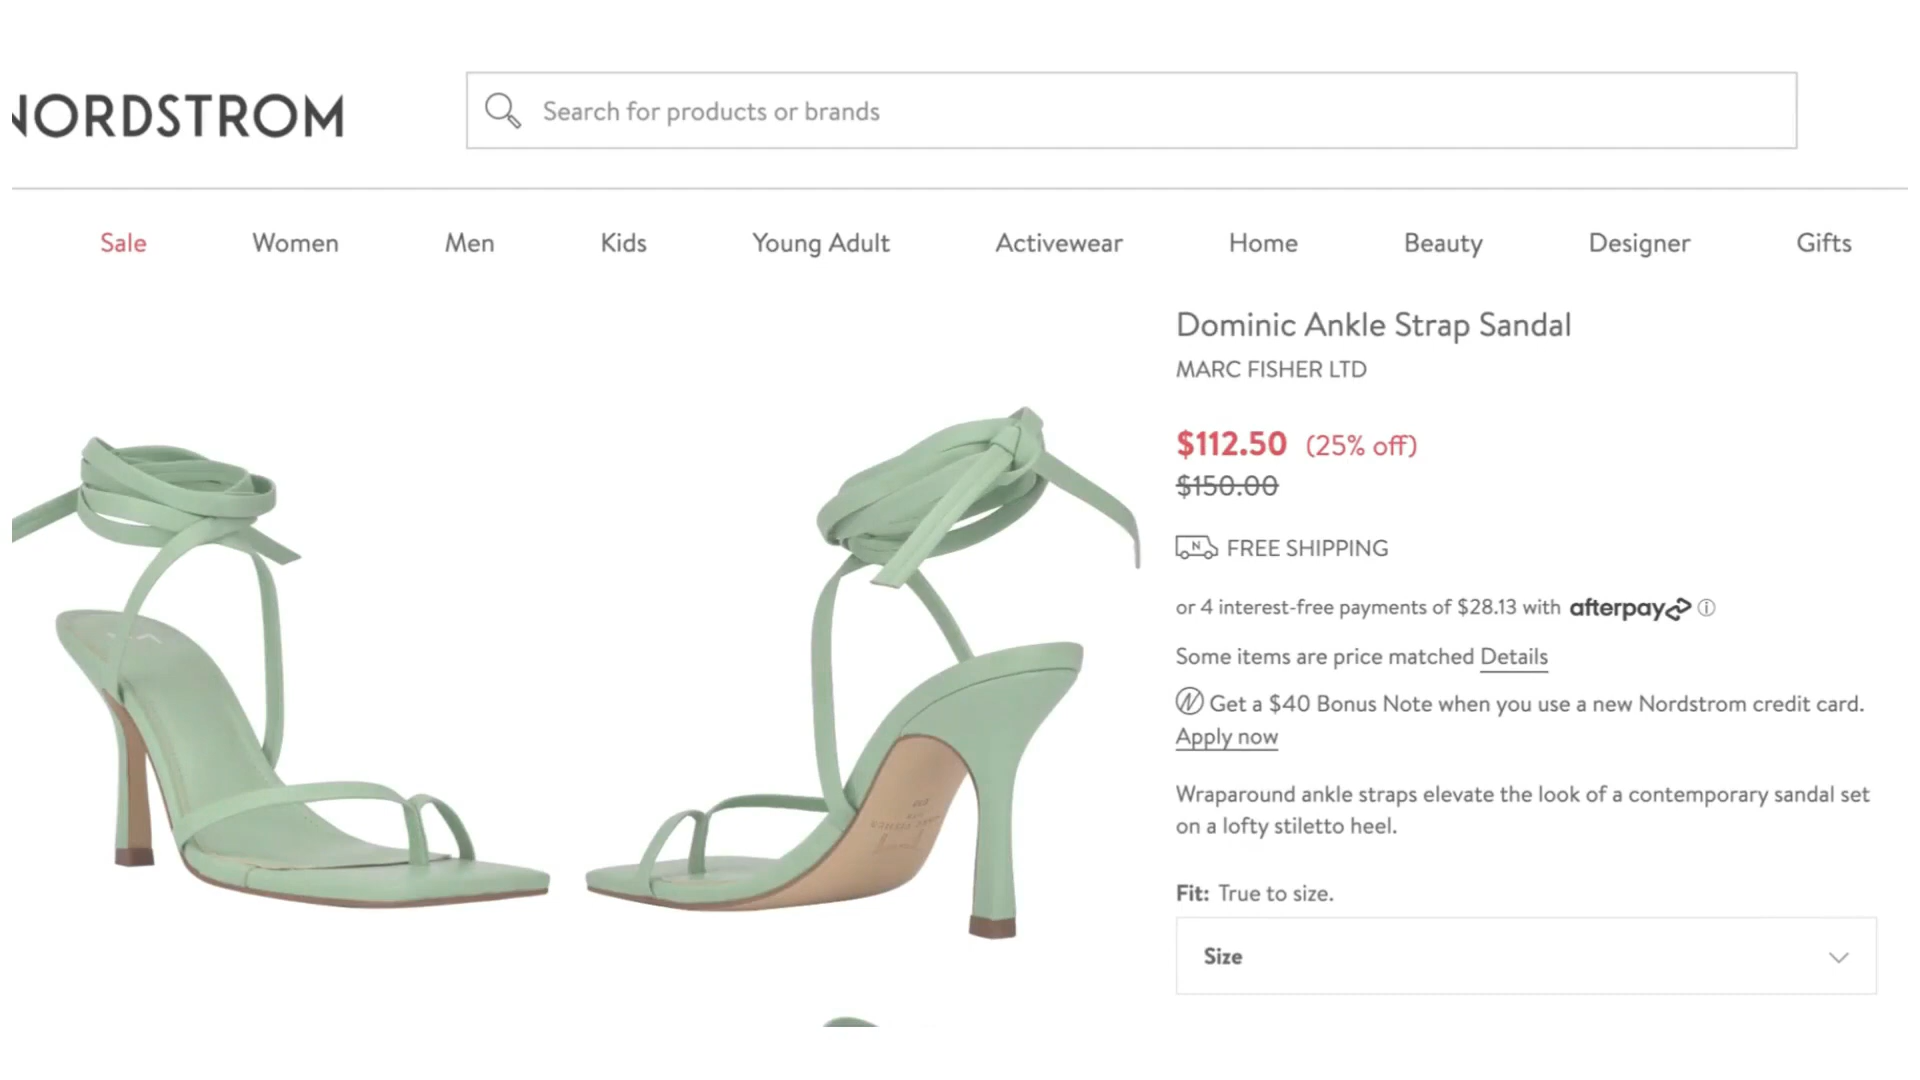 NORDSTROM
Search for products or brands
Sale Women Men Kids Young Adult Activewear Home Beauty Designer Gifts
Dominic Ankle Strap Sandal
MARC FISHER LTD
$112.50 (25% off)
$150.00
N FREE SHIPPING
or 4 interest-free payments of $28.13 with afterpay
Some items are price matched Details
N Get a $40 Bonus Note when you use a new Nordstrom credit card.
Apply now
Wraparound ankle straps elevate the look of a contemporary sandal set
on a lofty stiletto heel.
Fit: True to size.
Size